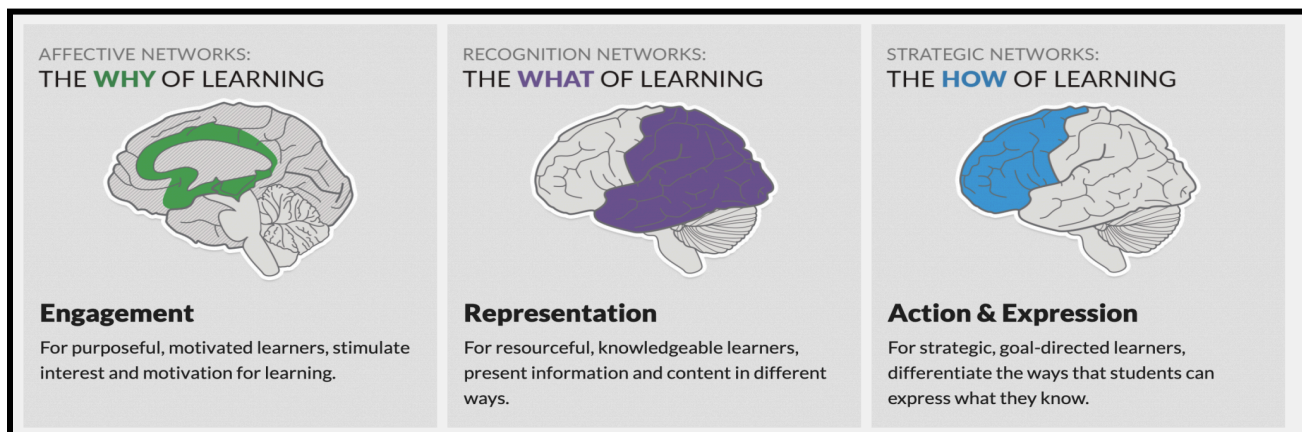 AFFECTIVE NETWORKS:
THE WHY OF LEARNING
Engagement
For purposeful, motivated learners, stimulate
interest and motivation for learning.
RECOGNITION NETWORKS:
THE WHAT OF LEARNING
Representation
For resourceful, knowledgeable learners,
present information and content in different
ways.
STRATEGIC NETWORKS:
THE HOW OF LEARNING
Action & Expression
For strategic, goal-directed learners,
differentiate the ways that students can
express what they know.